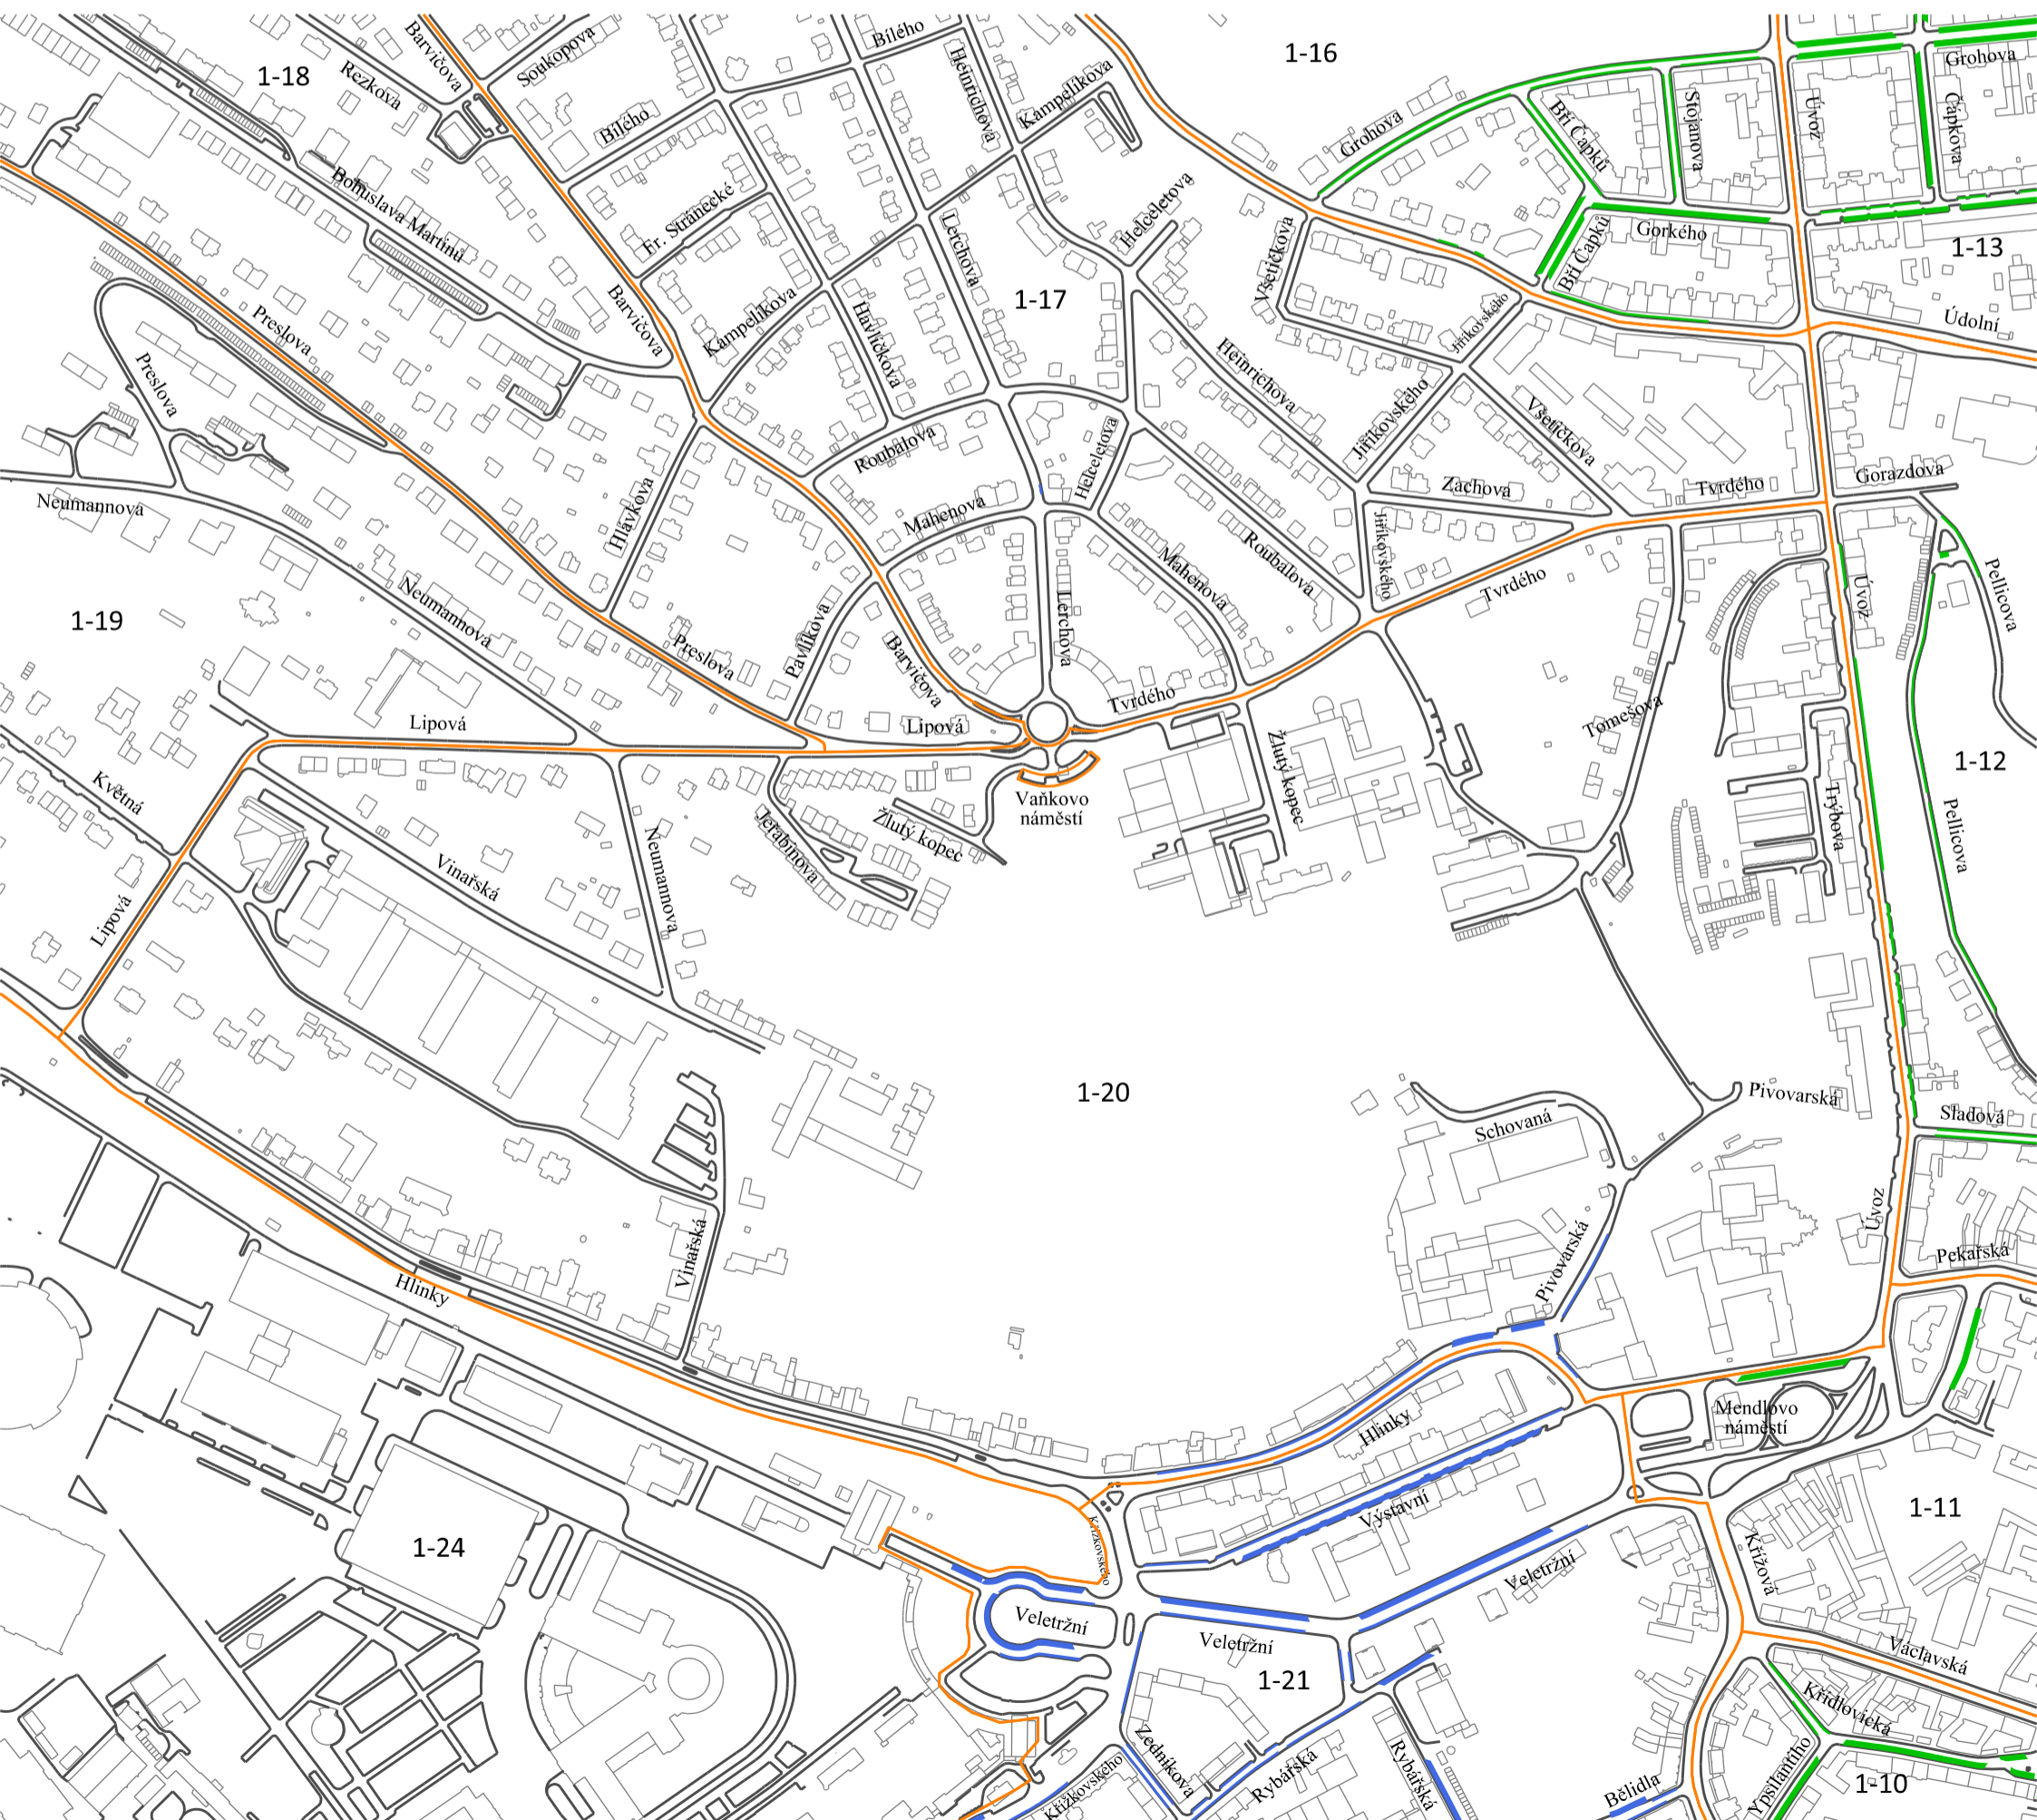 Barvičova
Soukopova
Bílého
Heinrichova
1-16
Grohova
1-18
Rezkova
Kampelíkova
Bílého
Grohova
Bří Čapků
Stojanova
Úvoz
Čápkova
Bohuslava Martinů
Fr. Stránecké
Helceletova
Lerchova
Všetičkova
Bří Čapků
Gorkého
1-13
Preslova
Barvičova
Kampelíkova
Havlíčkova
1-17
Jiříkovského
Údolní
Preslova
Heinrichova
Jiříkovského
Všetičkova
Roubalova
Helceletova
Neumannova
Hlávkova
Mahenova
Zachova
Tvrdého
Gorazdova
Jiříkovského
Roubalova
Mahenova
Tvrdého
Úvoz
Pellicova
1-19
Neumannova
Preslova
Pavlíkova
Barvičova
Lerchova
Lipová
Lipová
Tvrdého
Tomešova
Žlutý kopec
1-12
Květná
Vaňkovo
náměstí
Jeřabinova
Žlutý kopec
Trýbova
Pellicova
Vinařská
Neumannova
Lipová
1-20
Pivovarská
Sladová
Schovaná
Vinařská
Pivovarská
Úvoz
Pekařská
Hlinky
Hlinky
Mendlovo
náměstí
Výstavní
1-11
1-24
Křížkovského
Veletržní
Křížová
Veletržní
Veletržní
1-21
Václavská
Křídlovická
Zedníkova
Rybářská
Rybářská
Křížkovského
Bělidla
Ypsilantiho
1-10